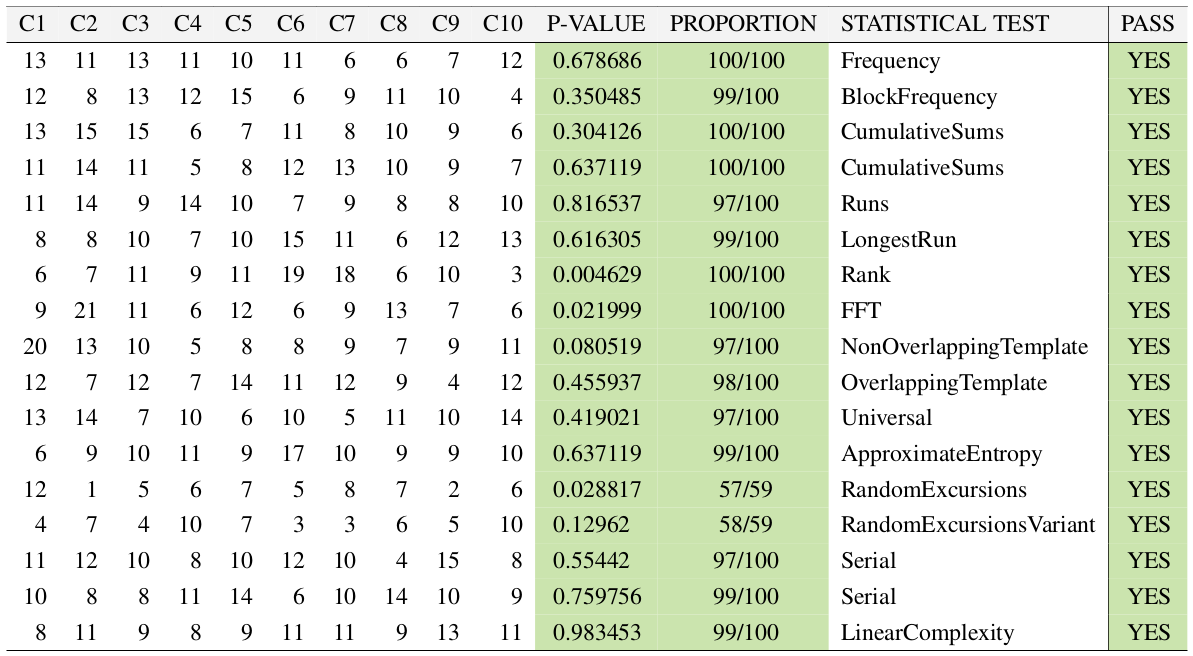 C1 C2 C3 C4 C5 C6 C7 C8 C9 C10 P-VALUE PROPORTION STATISTICAL TEST PASS
13 11 13 11 10 11 6 6 7 12 0.678686 100/100 Frequency YES
12 8 13 12 15 6 9 11 10 4 0.350485 99/100 BlockFrequency YES
13 15 15 6 7 11 8 10 9 6 0.304126 100/100 CumulativeSums YES
11 14 11 5 8 12 13 10 9 7 0.637119 100/100 CumulativeSums YES
11 14 9 14 10 7 9 8 8 10 0.816537 97/100 Runs YES
8 8 10 7 10 15 11 6 12 13 0.616305 99/100 LongestRun YES
6 7 11 9 11 19 18 6 10 3 0.004629 100/100 Rank YES
9 21 11 6 12 6 9 13 7 6 0.021999 100/100 FFT YES
20 13 10 5 8 8 9 7 9 11 0.080519 97/100 NonOverlappingTemplate YES
12 7 12 7 14 11 12 9 4 12 0.455937 98/100 OverlappingTemplate YES
13 14 7 10 6 10 5 11 10 14 0.419021 97/100 Universal YES
6 9 10 11 9 17 10 9 9 10 0.637119 99/100 ApproximateEntropy YES
12 1 5 6 7 5 8 7 2 6 0.028817 57/59 RandomExcursions YES
4 7 4 10 7 3 3 6 5 10 0.12962 58/59 RandomExcursionsVariant YES
11 12 10 8 10 12 10 4 15 8 0.55442 97/100 Serial YES
10 8 8 11 14 6 10 14 10 9 0.759756 99/100 Serial YES
8 11 9 8 9 11 11 9 13 11 0.983453 99/100 LinearComplexity YES